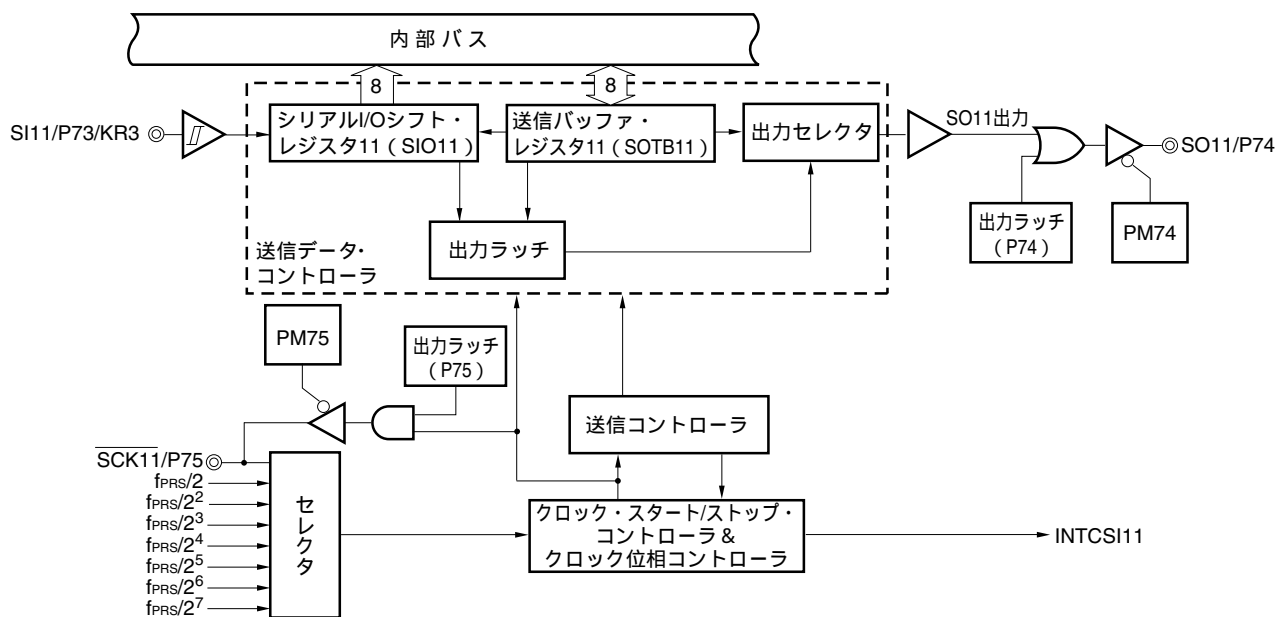 内部バス
8
8
SI11/P73/KR3
シリアルI/Oシフト・
レジスタ11（SIO11）
送信バッファ・
レジスタ11（SOTB11）
出力セレクタ
SO11出力
SO11/P74
出力ラッチ
（P74）
PM74
出力ラッチ
送信データ・
コントローラ
PM75
出力ラッチ
（P75）
送信コントローラ
SCK11/P75
fPRS/2
fPRS/2²
fPRS/2³
fPRS/2⁴
fPRS/2⁵
fPRS/2⁶
fPRS/2⁷
セレクタ
クロック・スタート/ストップ・
コントローラ＆
クロック位相コントローラ
INTCSI11